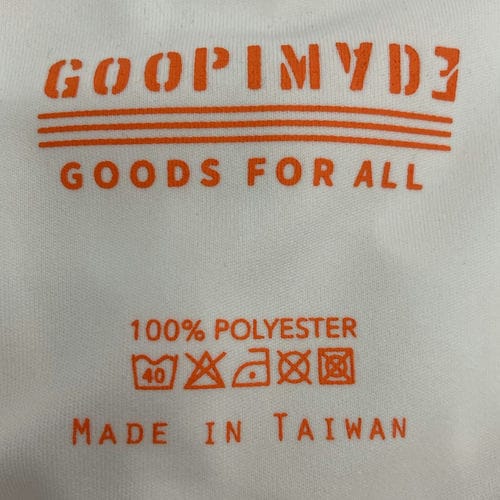 GOOPIMADE
GOODS FOR ALL
100% POLYESTER
40
MADE IN TAIWAN